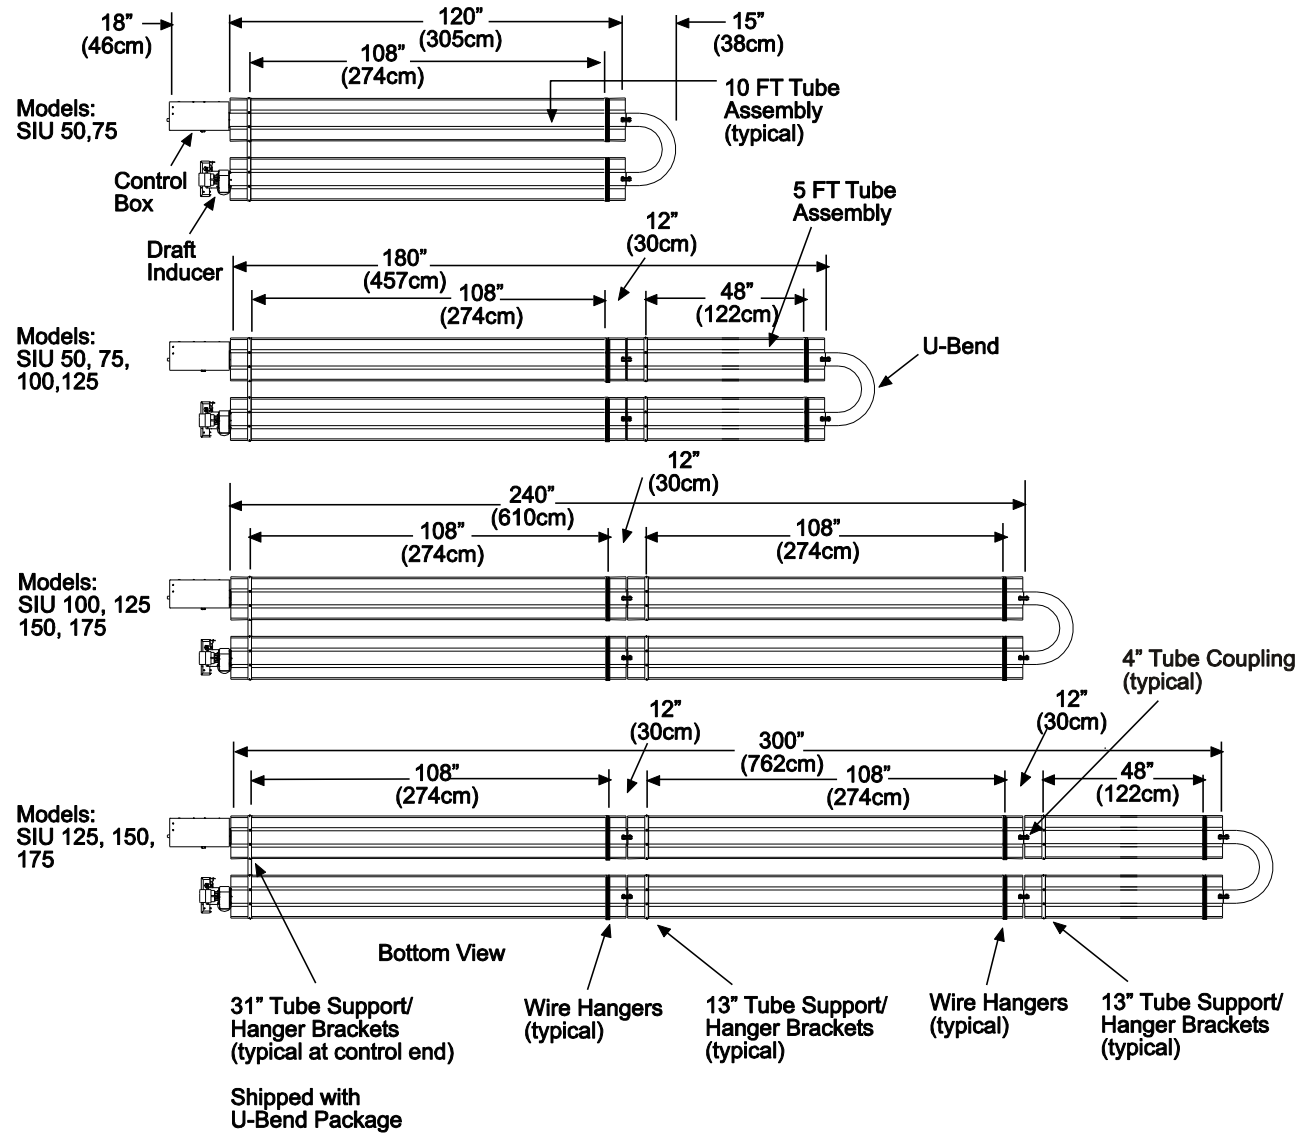 18”
(46cm)
120”
(305cm)
15”
(38cm)
108”
(274cm)
10 FT Tube
Assembly
(typical)
Models:
SIU 50,75
Control
Box
Draft
Inducer
5 FT Tube
Assembly
12”
(30cm)
180”
(457cm)
108”
(274cm)
48”
(122cm)
Models:
SIU 50, 75,
100,125
U-Bend
12”
(30cm)
240”
(610cm)
108”
(274cm)
108”
(274cm)
Models:
SIU 100, 125
150, 175
4” Tube Coupling
(typical)
12”
(30cm)
12”
(30cm)
300”
(762cm)
108”
(274cm)
108”
(274cm)
48”
(122cm)
Models:
SIU 125, 150,
175
Bottom View
31” Tube Support/
Hanger Brackets
(typical at control end)
Shipped with
U-Bend Package
Wire Hangers
(typical)
13” Tube Support/
Hanger Brackets
(typical)
Wire Hangers
(typical)
13” Tube Support/
Hanger Brackets
(typical)